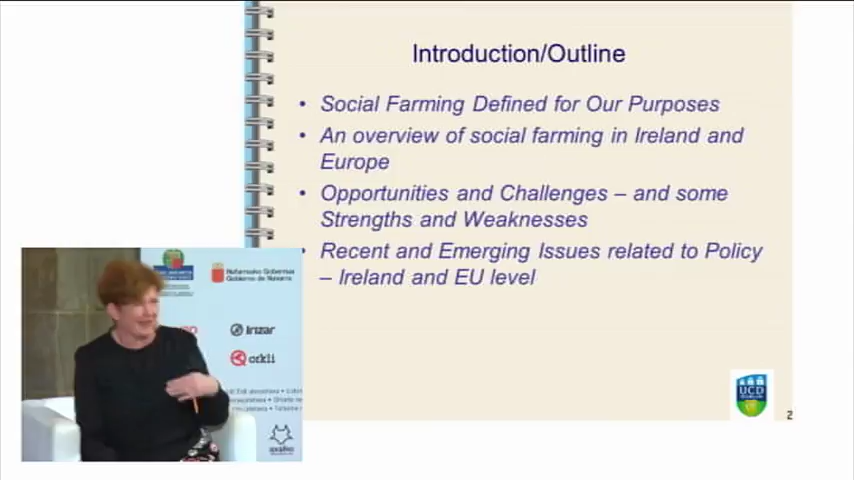 Introduction/Outline
• Social Farming Defined for Our Purposes
• An overview of social farming in Ireland and
Europe
• Opportunities and Challenges – and some
Strengths and Weaknesses
• Recent and Emerging Issues related to Policy
– Ireland and EU level
Nafarroako Gobernua
Gobierno de Navarra
irizar
orkli
UCD
DUBLIN
2